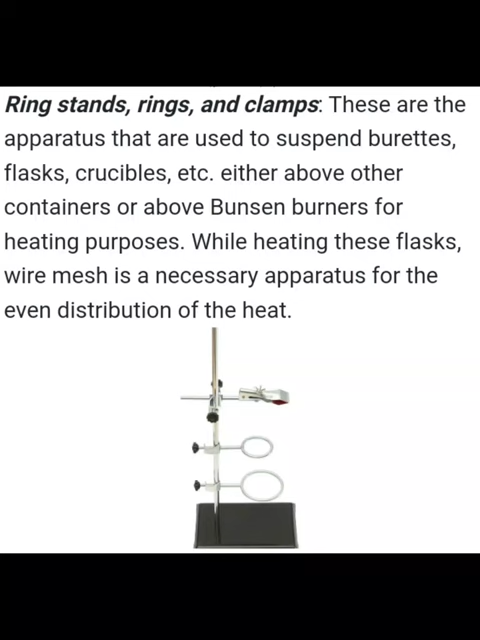 Ring stands, rings, and clamps: These are the
apparatus that are used to suspend burettes,
flasks, crucibles, etc. either above other
containers or above Bunsen burners for
heating purposes. While heating these flasks,
wire mesh is a necessary apparatus for the
even distribution of the heat.